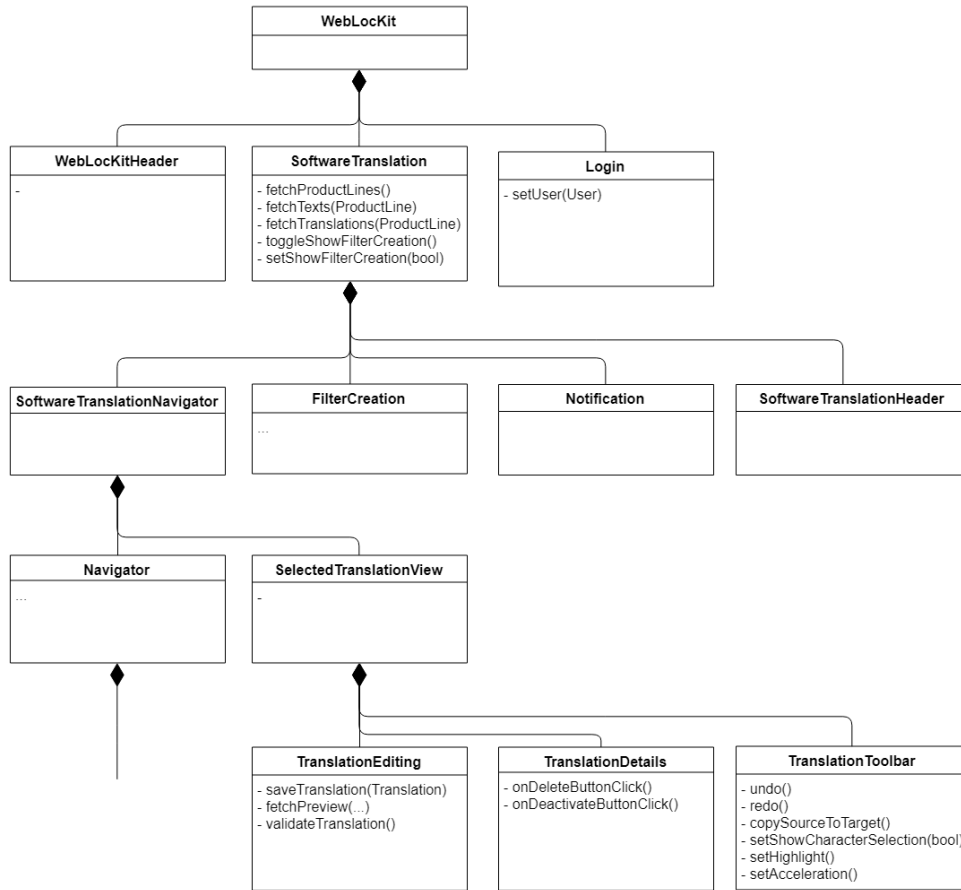 WebLocKit
WebLocKitHeader
-
SoftwareTranslation
- fetchProductLines()
- fetchTexts(ProductLine)
- fetchTranslations(ProductLine)
- toggleShowFilterCreation()
- setShowFilterCreation(bool)
Login
- setUser(User)
SoftwareTranslationNavigator
FilterCreation
...
Notification
SoftwareTranslationHeader
Navigator
...
SelectedTranslationView
-
TranslationEditing
- saveTranslation(Translation)
- fetchPreview(...)
- validateTranslation()
TranslationDetails
- onDeleteButtonClick()
- onDeactivateButtonClick()
TranslationToolbar
- undo()
- redo()
- copySourceToTarget()
- setShowCharacterSelection(bool)
- setHighlight()
- setAcceleration()